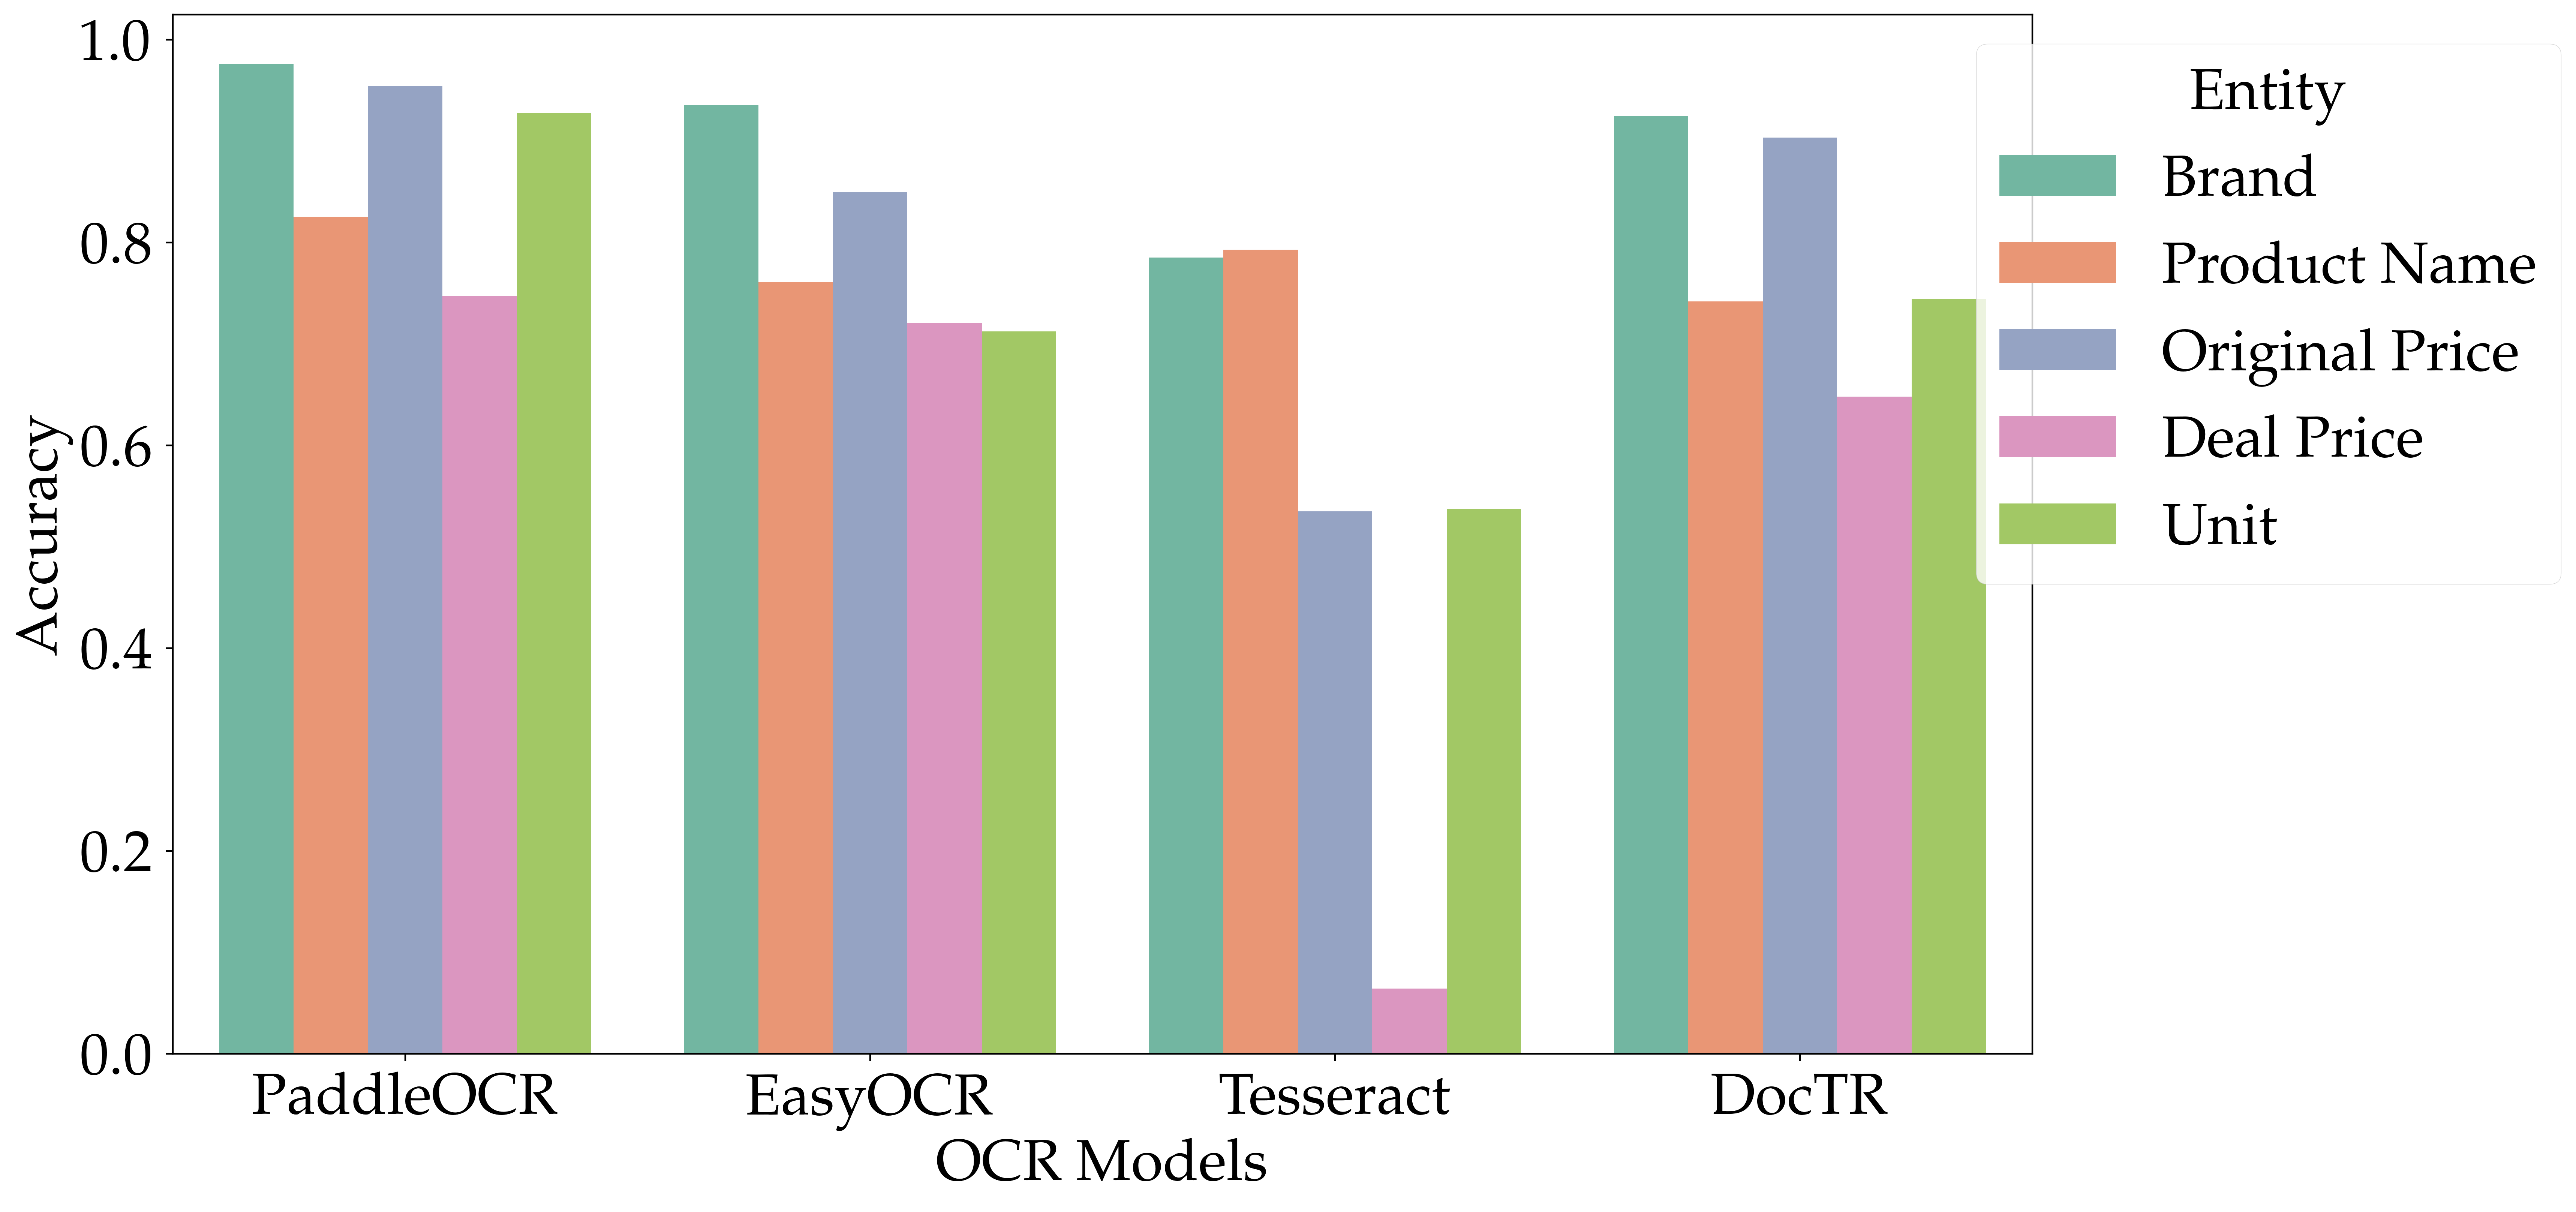 1.0
0.8
0.6
0.4
0.2
0.0
Accuracy
PaddleOCR
EasyOCR
Tesseract
DocTR
OCR Models
Entity
Brand
Product Name
Original Price
Deal Price
Unit